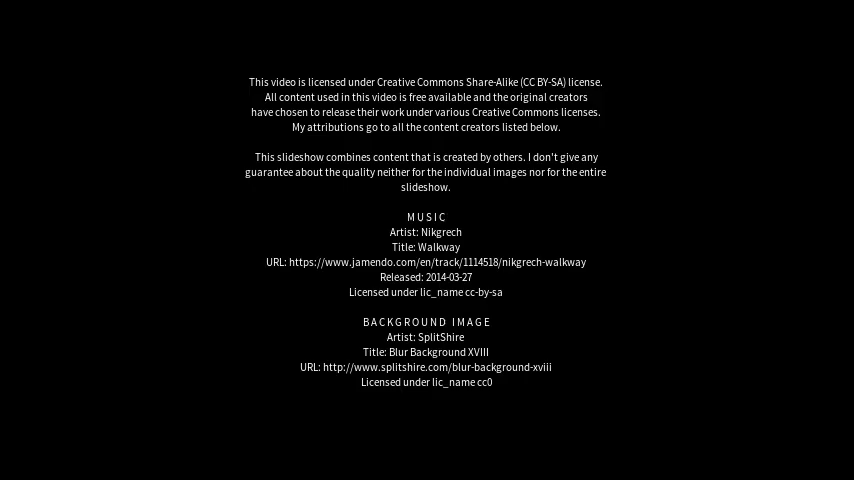 This video is licensed under Creative Commons Share-Alike (CC BY-SA) license.
All content used in this video is free available and the original creators
have chosen to release their work under various Creative Commons licenses.
My attributions go to all the content creators listed below.
This slideshow combines content that is created by others. I don't give any
guarantee about the quality neither for the individual images nor for the entire
slideshow.
MUSIC
Artist: Nikgrech
Title: Walkway
URL: https://www.jamendo.com/en/track/1114518/nikgrech-walkway
Released: 2014-03-27
Licensed under lic_name cc-by-sa
BACKGROUND IMAGE
Artist: SplitShire
Title: Blur Background XVIII
URL: http://www.splitshire.com/blur-background-xviii
Licensed under lic_name cc0